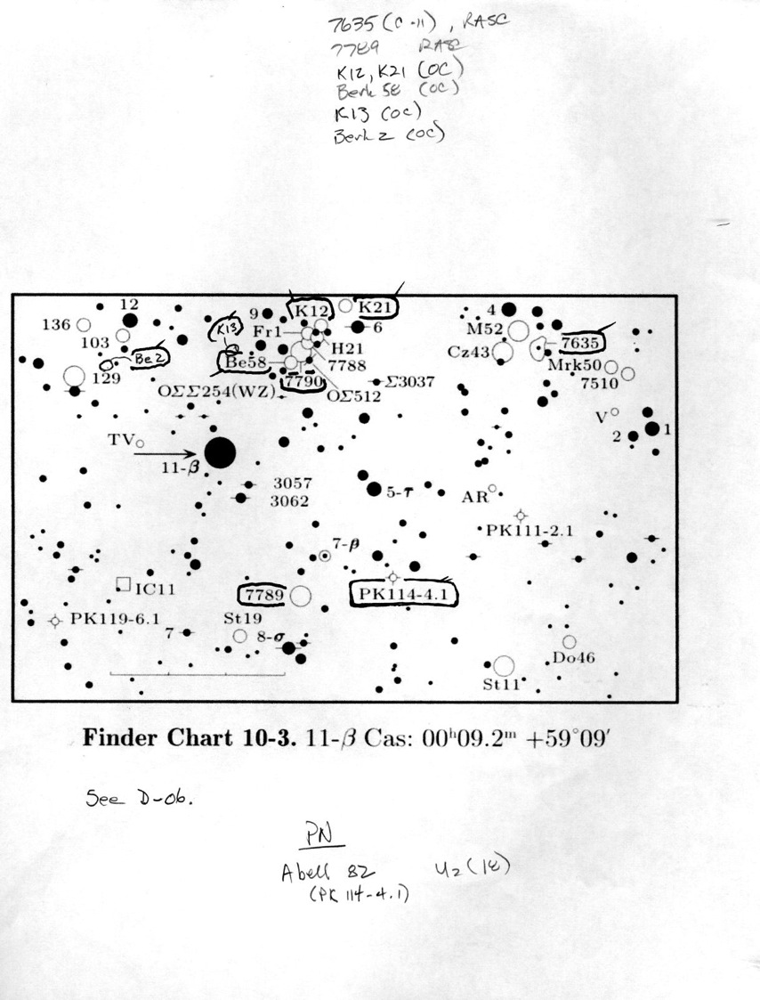 7635 (C-11), RASC
7789 RASC
K12, K21 (OC)
Berk 58 (OC)
K13 (OC)
Berk 2 (OC)
12
9
K12
K21
4
136
K13
Fr1
6
M52
103
7635
Be2
H21
Cz43
Be58
7788
Mrk50
129
7790
7510
OΣΣ254(WZ)
OΣ512
Σ3037
V
1
2
TV
11-β
3057
3062
5-τ
AR
PK111-2.1
7-ρ
IC11
7789
PK114-4.1
PK119-6.1
St19
7
8-σ
Do46
St11
Finder Chart 10-3. 11-β Cas: 00ʰ09.2ᵐ +59°09′
See D-06.
PN
Abell 82 U2(18)
(PK 114-4.1)